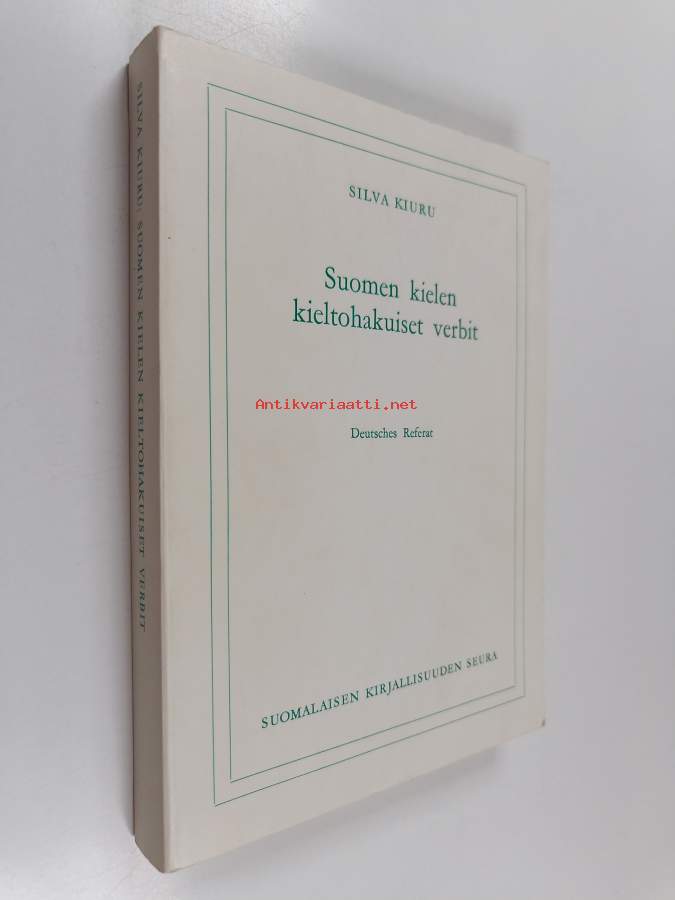 SILVA KIURU: SUOMEN KIELEN KIELTOHAKUISET VERBIT
SILVA KIURU
Suomen kielen
kieltohakuiset verbit
Antikvariaatti.net
Deutsches Referat
SUOMALAISEN KIRJALLISUUDEN SEURA